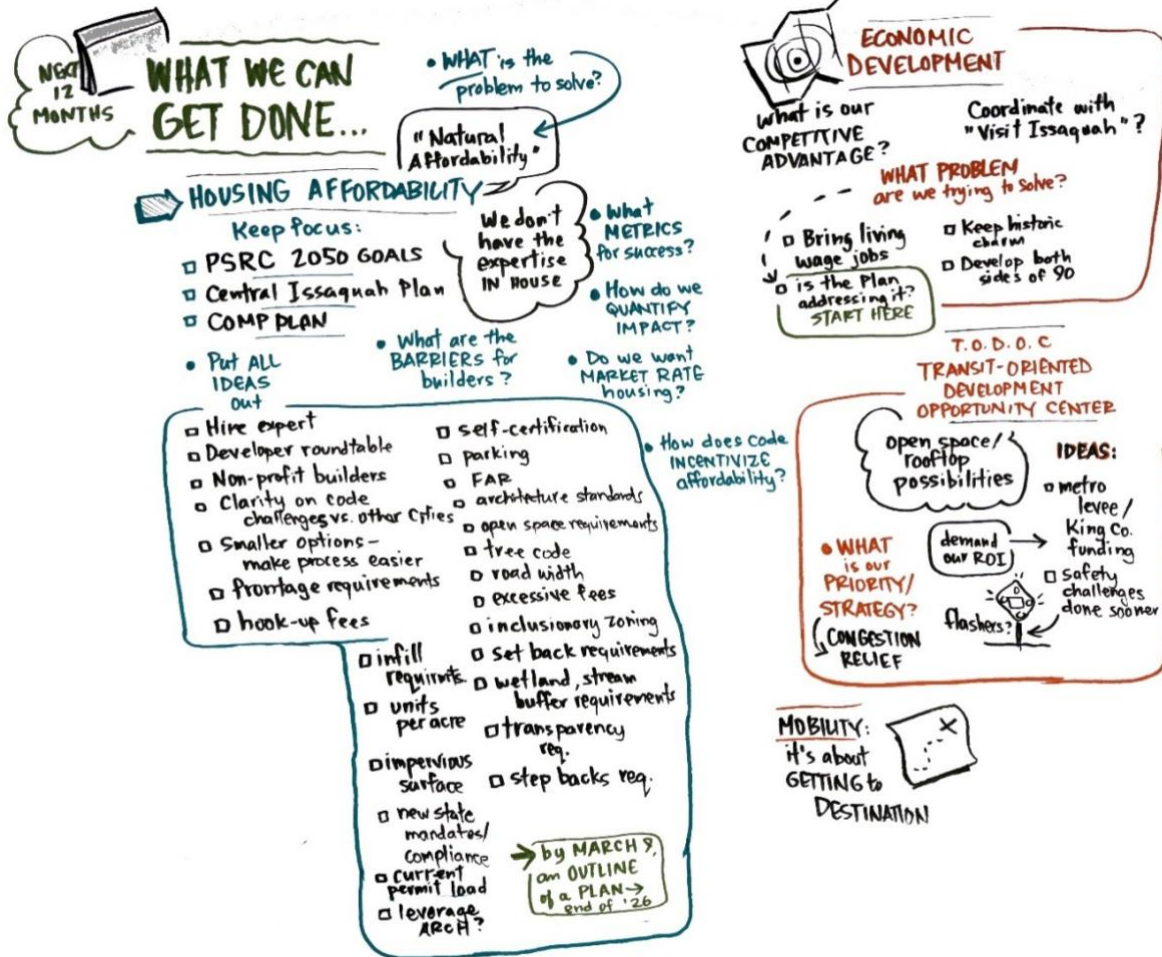 NEXT
12
MONTHS
WHAT WE CAN
GET DONE...
• WHAT is the
problem to solve?
"Natural
Affordability"
HOUSING AFFORDABILITY
Keep focus:
PSRC 2050 GOALS
Central Issaquah Plan
COMP PLAN
We don't
have the
expertise
IN HOUSE
• What
METRICS
for success?
• How do we
QUANTIFY
IMPACT?
• Do we want
MARKET RATE
housing?
• What are the
BARRIERS for
builders?
• Put ALL
IDEAS
out
• How does code
INCENTIVIZE
affordability?
Hire expert
Developer roundtable
Non-profit builders
Clarity on code
challenges vs. other Cities
Smaller options-
make process easier
frontage requirements
hook-up fees
self-certification
parking
FAR
architecture standards
open space requirements
tree code
road width
excessive fees
inclusionary zoning
set back requirements
wetland, stream
buffer requirements
transparency
req.
step backs req.
infill
requirmts.
units
per acre
impervious
surface
new state
mandates/
compliance
current
permit load
leverage
ARCH?
by MARCH 9,
an OUTLINE
of a PLAN→
end of '26
ECONOMIC
DEVELOPMENT
What is our
COMPETITIVE
ADVANTAGE?
Coordinate with
"Visit Issaquah"?
WHAT PROBLEM
are we trying to solve?
Bring living
wage jobs
is the Plan
addressing it?
START HERE
Keep historic
charm
Develop both
sides of 90
T.O.D.O.C
TRANSIT-ORIENTED
DEVELOPMENT
OPPORTUNITY CENTER
open space/
rooftop
possibilities
IDEAS:
metro
levee/
King Co.
funding
safety
challenges
done sooner
demand
our ROI
flashers?
• WHAT
is our
PRIORITY/
STRATEGY?
CONGESTION
RELIEF
MOBILITY:
it's about
GETTING to
DESTINATION
X